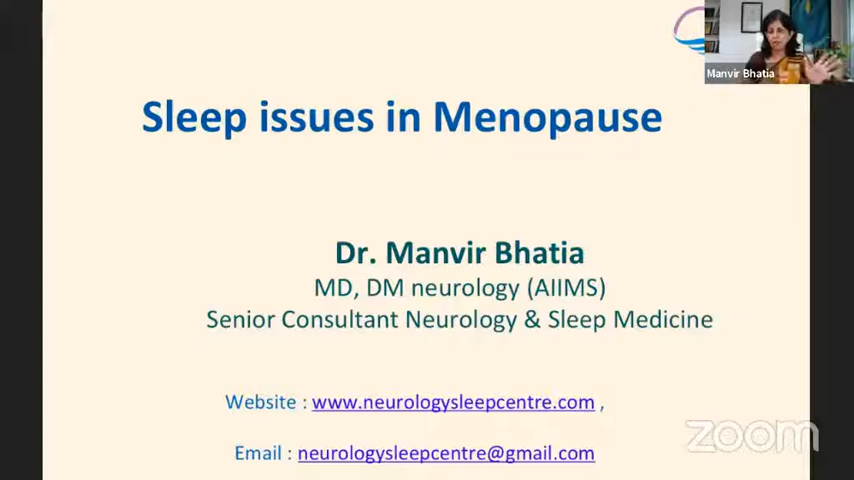 Manvir Bhatia
Sleep issues in Menopause
Dr. Manvir Bhatia
MD, DM neurology (AIIMS)
Senior Consultant Neurology & Sleep Medicine
Website : www.neurologysleepcentre.com ,
Email : neurologysleepcentre@gmail.com
zoom